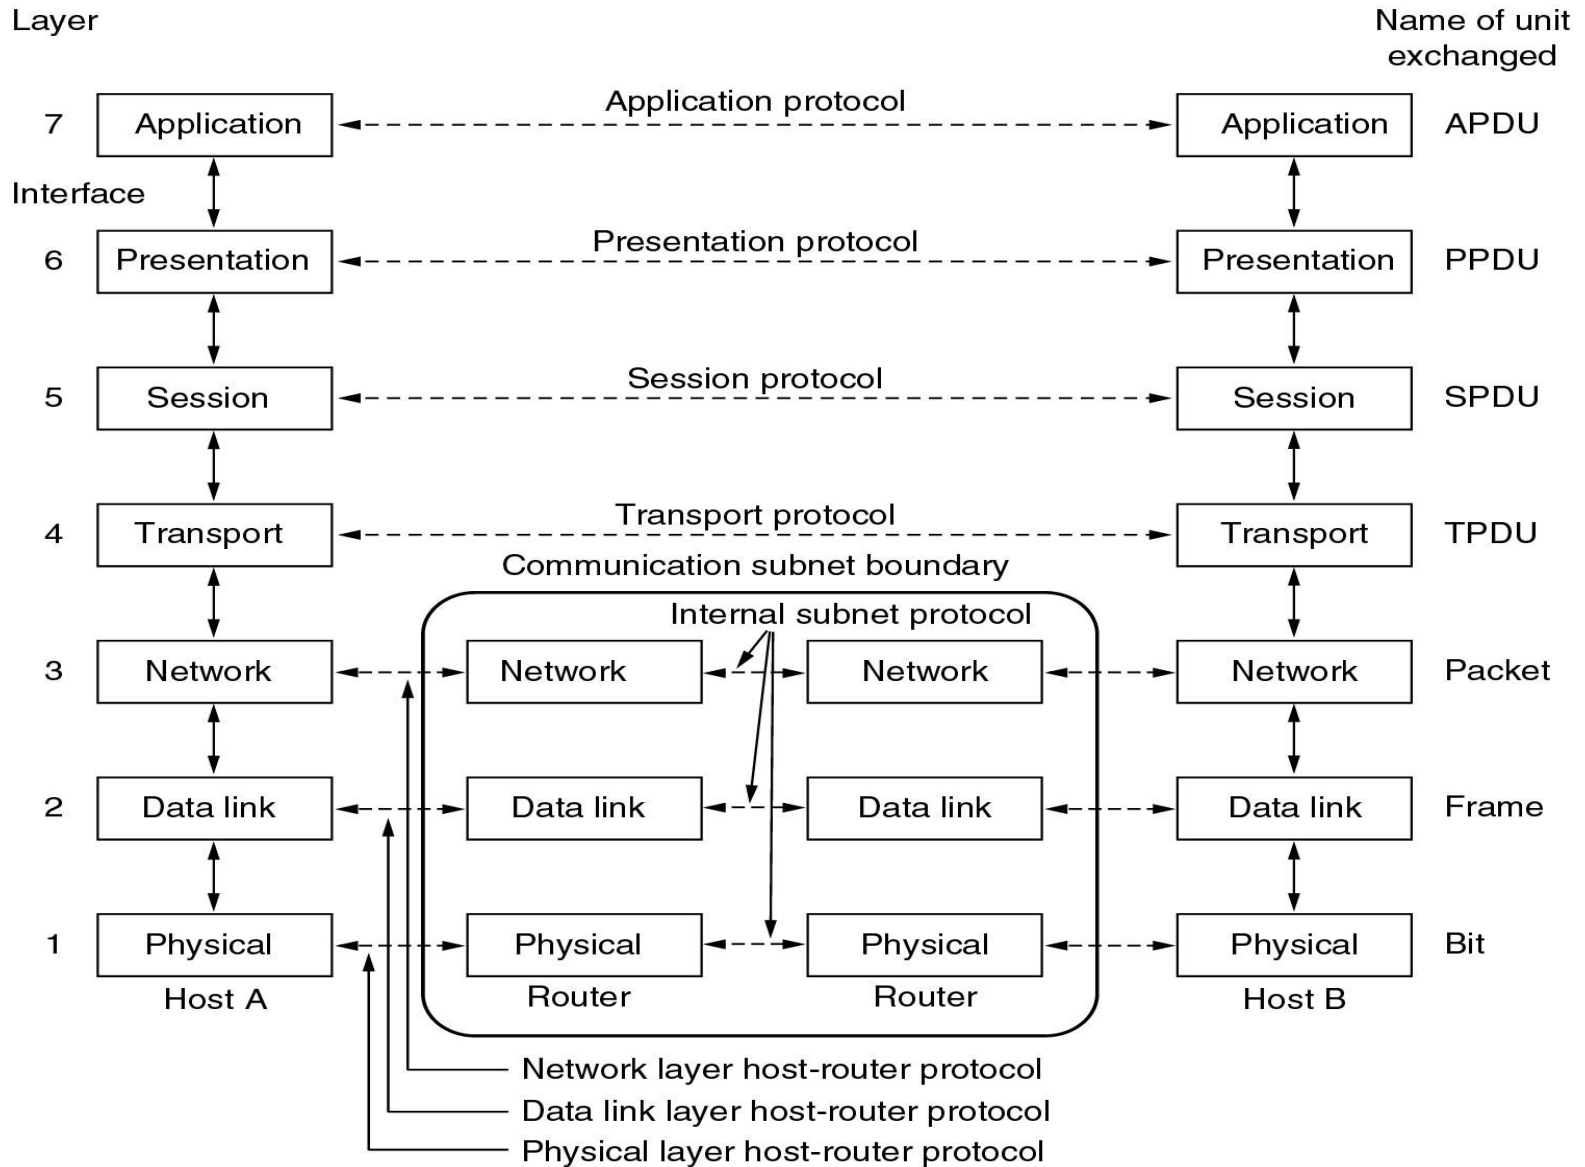 Layer
Name of unit
exchanged
Application protocol
7
Application
Application
APDU
Interface
Presentation protocol
6
Presentation
Presentation
PPDU
Session protocol
5
Session
Session
SPDU
Transport protocol
4
Transport
Transport
TPDU
Communication subnet boundary
Internal subnet protocol
3
Network
Network
Network
Network
Packet
2
Data link
Data link
Data link
Data link
Frame
1
Physical
Physical
Physical
Physical
Bit
Host A
Router
Router
Host B
Network layer host-router protocol
Data link layer host-router protocol
Physical layer host-router protocol